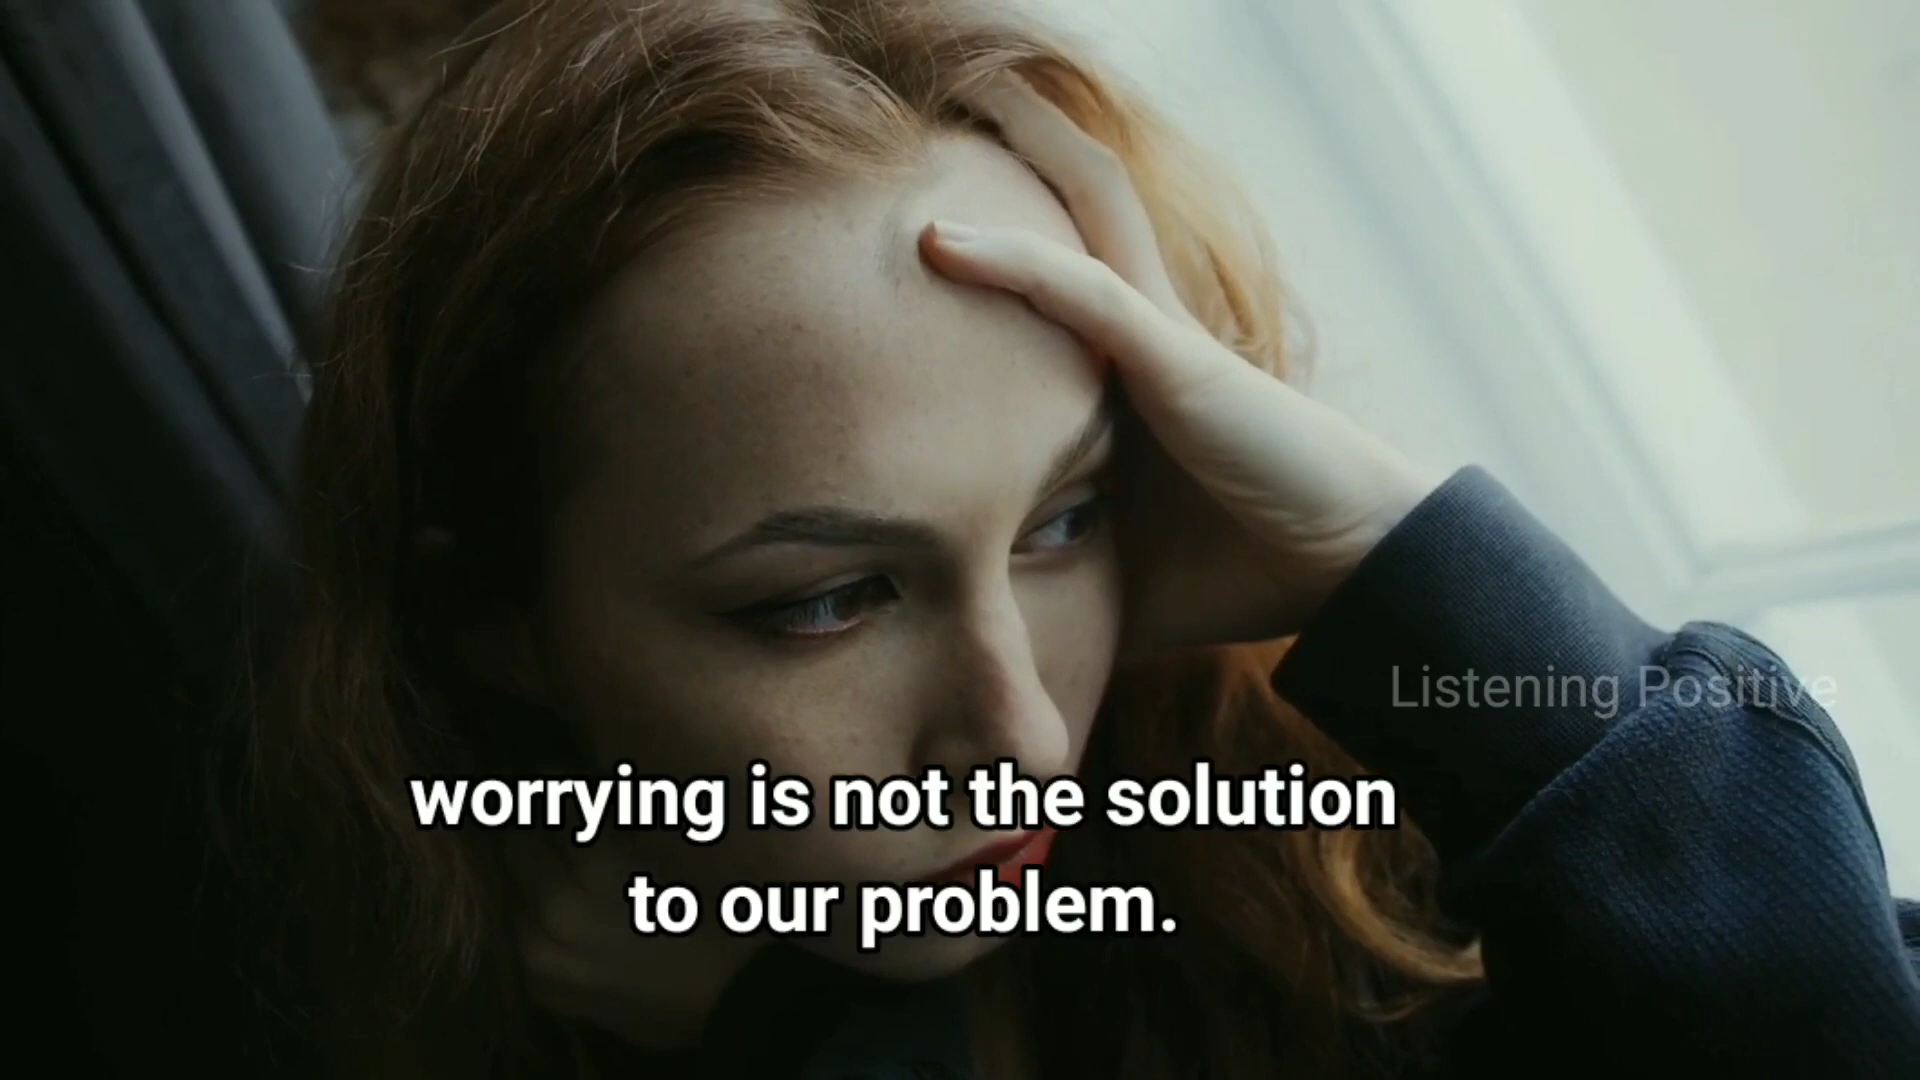 Listening Positive
worrying is not the solution
to our problem.